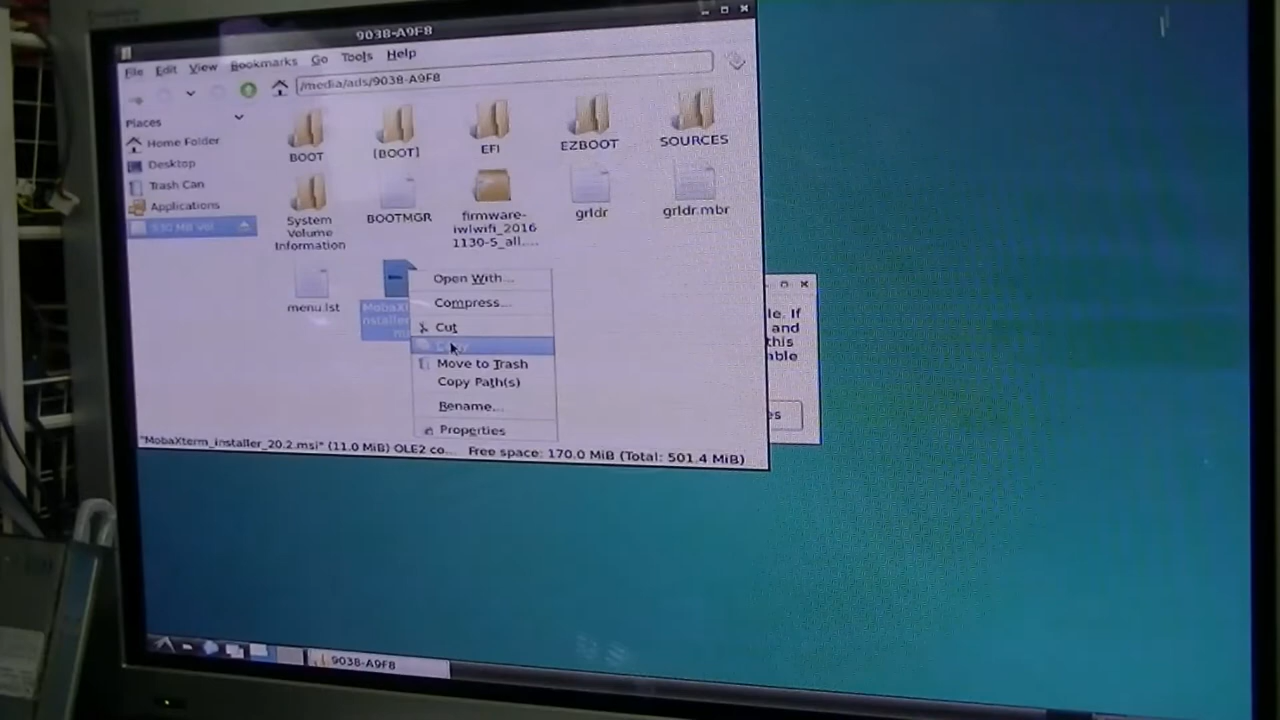 9038-A9F8
File Edit View Bookmarks Go Tools Help
/media/ads/9038-A9F8
Places
Home Folder
Desktop
Trash Can
Applications
BOOT
[BOOT]
EFI
EZBOOT
SOURCES
System
Volume
Information
BOOTMGR
firmware-
iwlwifi_2016
1130-5_all....
grldr
grldr.mbr
menu.lst
Open With...
Compress...
Cut
Copy
Move to Trash
Copy Path(s)
Rename...
Properties
le. If
and
this
able
es
"MobaXterm_installer_20.2.msi" (11.0 MiB) OLE2 co... Free space: 170.0 MiB (Total: 501.4 MiB)
9038-A9F8